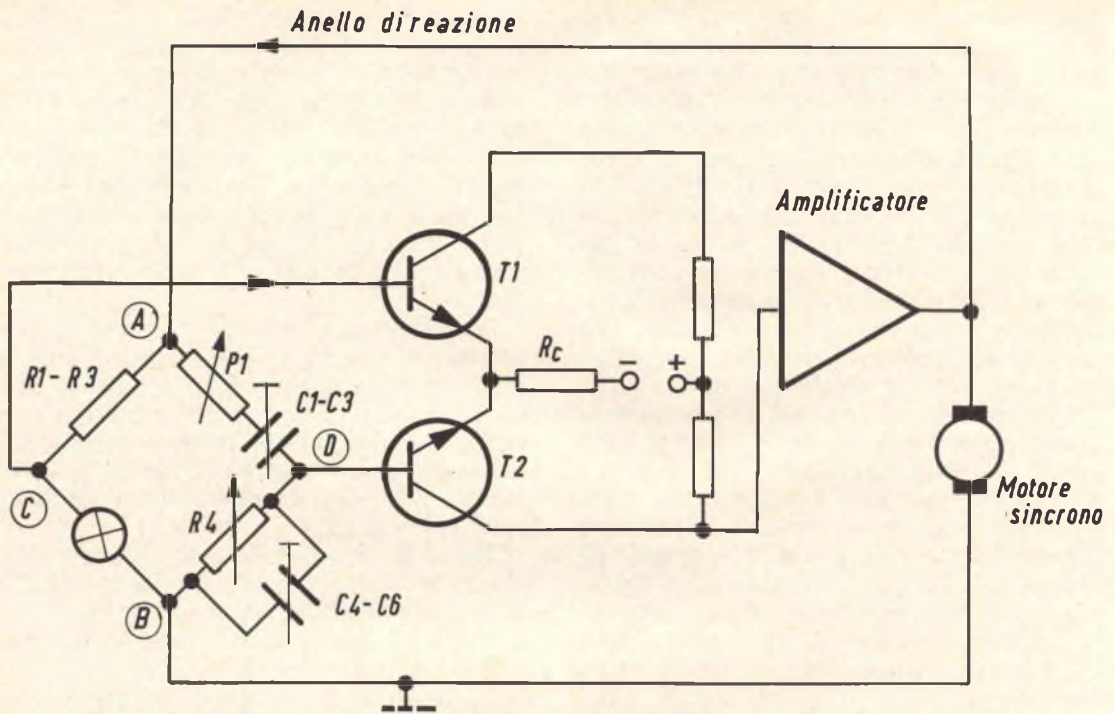 Anello di reazione
Amplificatore
T1
A
Rc
-
+
R1-R3
P1
C1-C3
D
T2
C
R4
Motore
sincrono
C4-C6
B